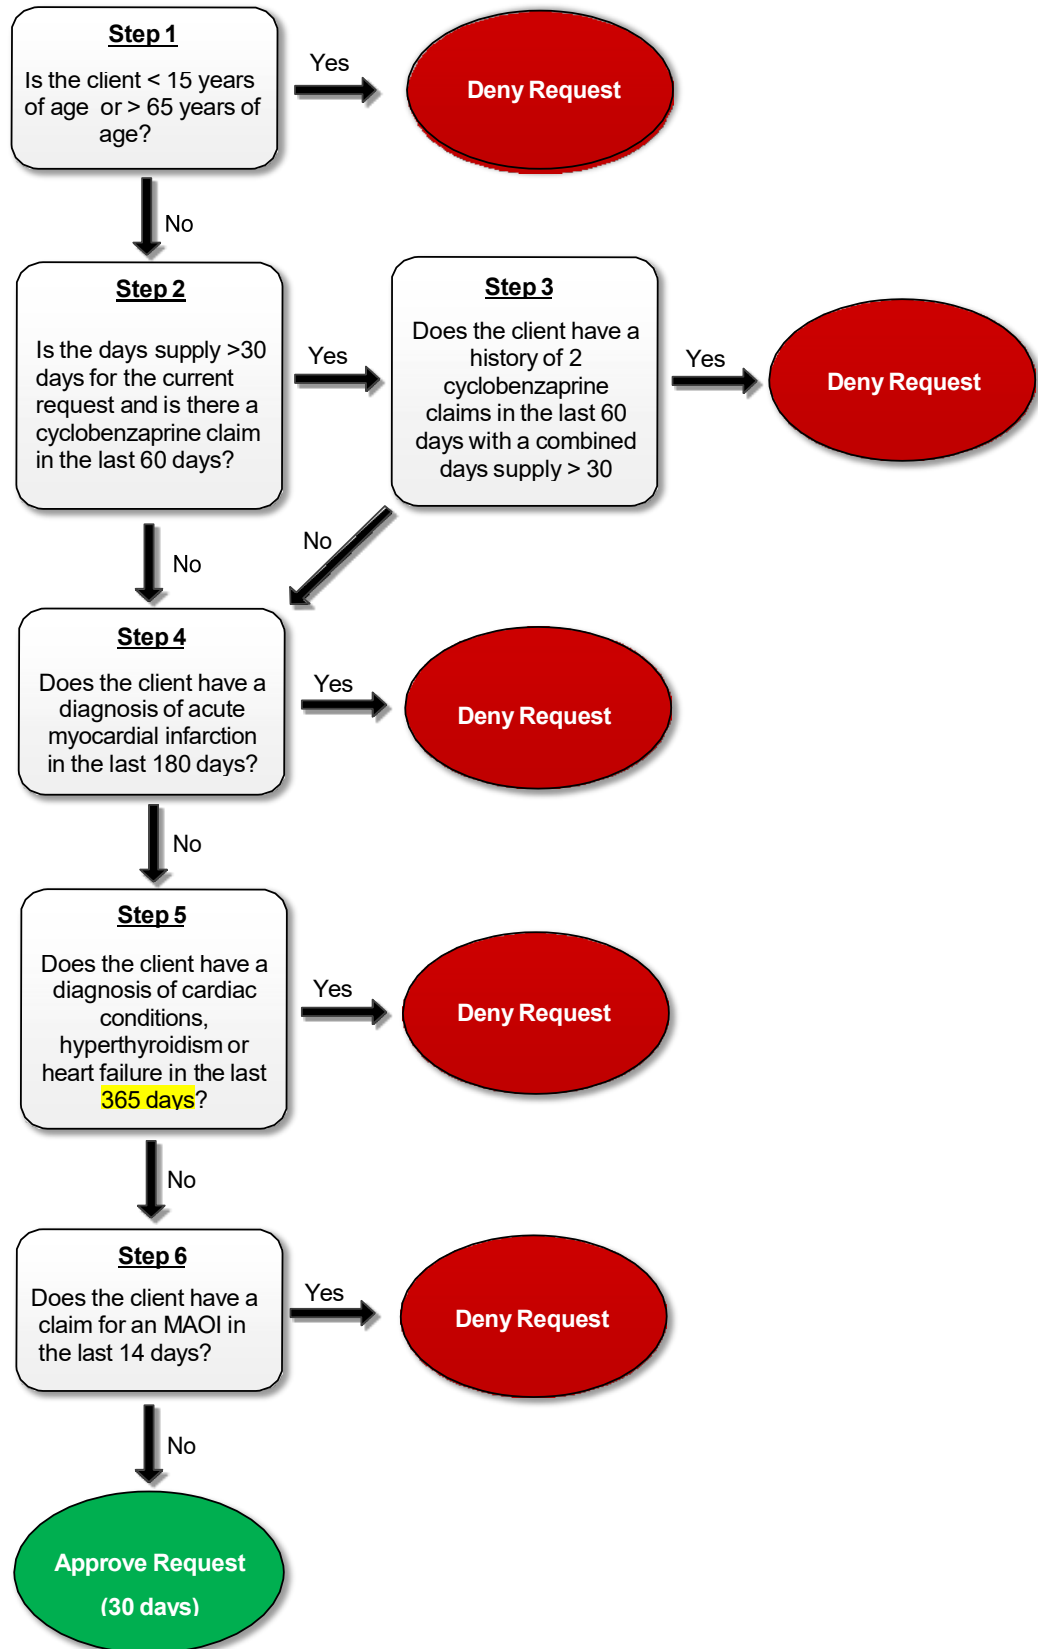 Step 1
Is the client < 15 years
of age or > 65 years of
age?
Yes
Deny Request
No
Step 2
Is the days supply >30
days for the current
request and is there a
cyclobenzaprine claim
in the last 60 days?
Yes
Step 3
Does the client have a
history of 2
cyclobenzaprine
claims in the last 60
days with a combined
days supply > 30
Yes
Deny Request
No
No
Step 4
Does the client have a
diagnosis of acute
myocardial infarction
in the last 180 days?
Yes
Deny Request
No
Step 5
Does the client have a
diagnosis of cardiac
conditions,
hyperthyroidism or
heart failure in the last
365 days?
Yes
Deny Request
No
Step 6
Does the client have a
claim for an MAOI in
the last 14 days?
Yes
Deny Request
No
Approve Request
(30 days)